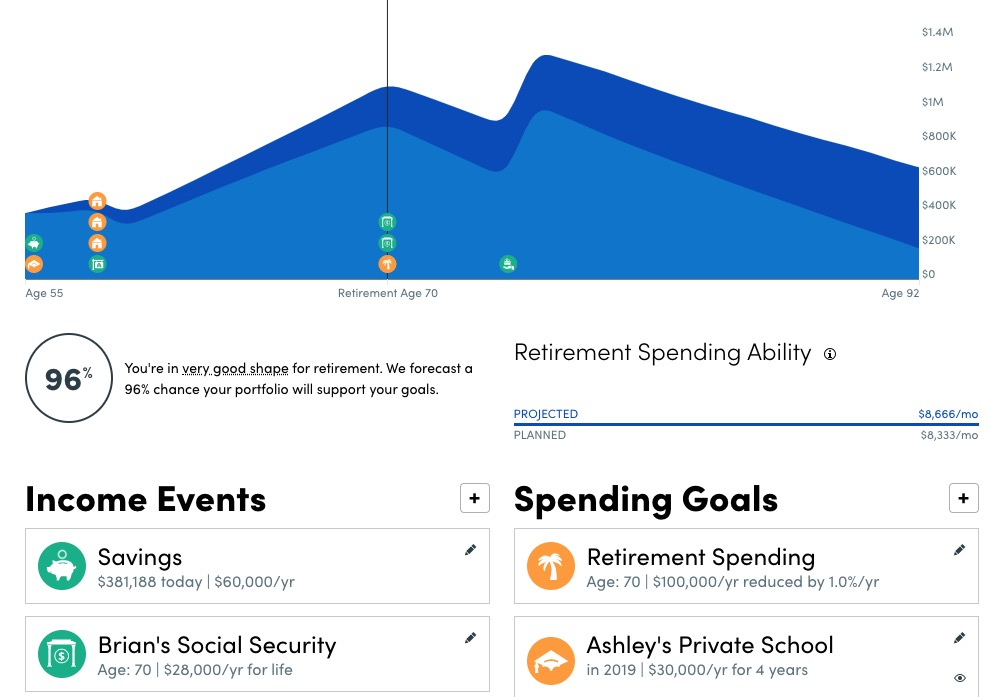 $1.4M
$1.2M
$1M
$800K
$600K
$400K
$200K
$0
Age 55
Retirement Age 70
Age 92
96%
You're in very good shape for retirement. We forecast a
96% chance your portfolio will support your goals.
Retirement Spending Ability
PROJECTED $8,666/mo
PLANNED $8,333/mo
Income Events
+
Savings
$381,188 today | $60,000/yr
Brian's Social Security
Age: 70 | $28,000/yr for life
Spending Goals
+
Retirement Spending
Age: 70 | $100,000/yr reduced by 1.0%/yr
Ashley's Private School
in 2019 | $30,000/yr for 4 years